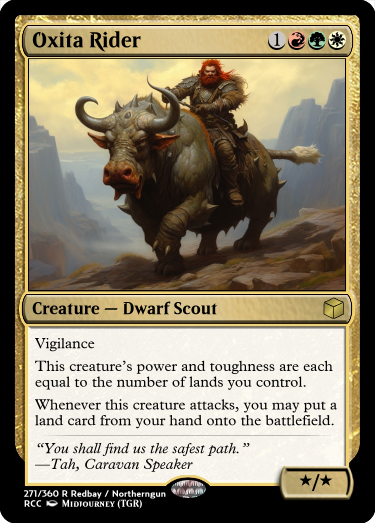 Oxita Rider 1
Creature — Dwarf Scout
Vigilance
This creature's power and toughness are each
equal to the number of lands you control.
Whenever this creature attacks, you may put a
land card from your hand onto the battlefield.
“You shall find us the safest path.”
—Tah, Caravan Speaker
★/★
271/360 R Redbay / Northerngun
RCC Midjourney (TGR)